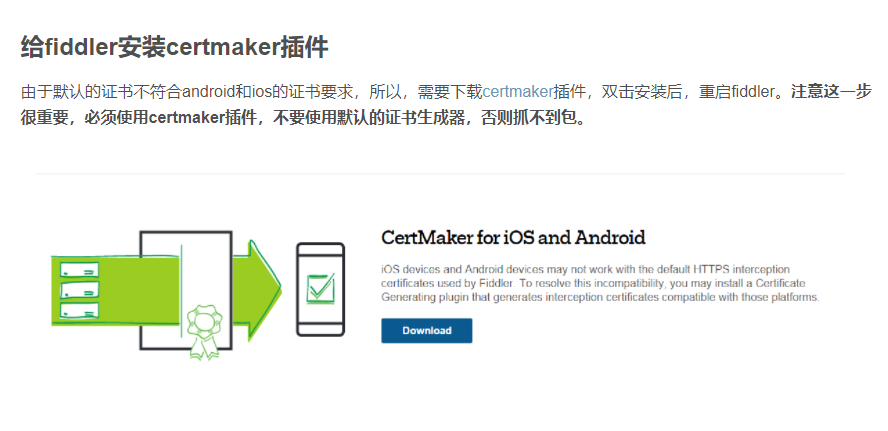 给fiddler安装certmaker插件
由于默认的证书不符合android和ios的证书要求，所以，需要下载certmaker插件，双击安装后，重启fiddler。注意这一步
很重要，必须使用certmaker插件，不要使用默认的证书生成器，否则抓不到包。
CertMaker for iOS and Android
iOS devices and Android devices may not work with the default HTTPS interception
certificates used by Fiddler. To resolve this incompatibility, you may install a Certificate
Generating plugin that generates interception certificates compatible with those platforms.
Download